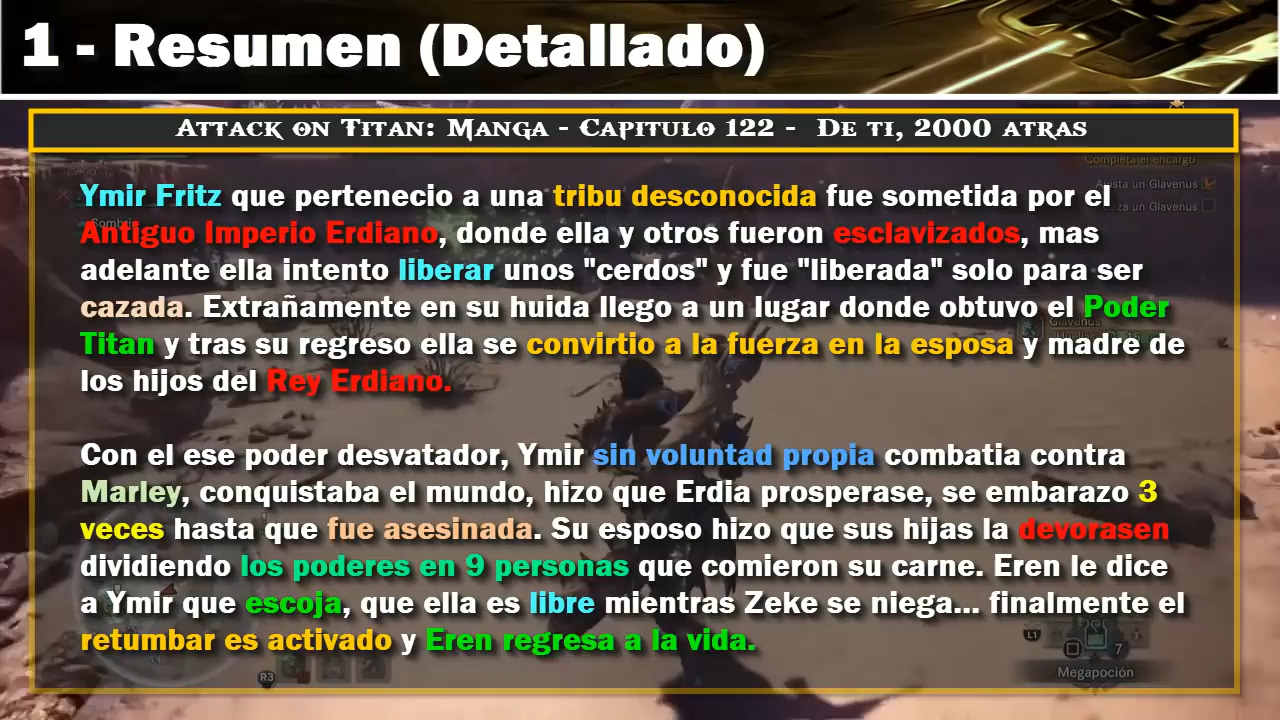 1 - Resumen (Detallado)
Attack on Titan: Manga - Capitulo 122 - De ti, 2000 atras
Completa el encargo
Ymir Fritz que pertenecio a una tribu desconocida fue sometida por el
Antiguo Imperio Erdiano, donde ella y otros fueron esclavizados, mas
adelante ella intento liberar unos "cerdos" y fue "liberada" solo para ser
cazada. Extrañamente en su huida llego a un lugar donde obtuvo el Poder
Titan y tras su regreso ella se convirtio a la fuerza en la esposa y madre de
los hijos del Rey Erdiano.
Con el ese poder desvatador, Ymir sin voluntad propia combatia contra
Marley, conquistaba el mundo, hizo que Erdia prosperase, se embarazo 3
veces hasta que fue asesinada. Su esposo hizo que sus hijas la devorasen
dividiendo los poderes en 9 personas que comieron su carne. Eren le dice
a Ymir que escoja, que ella es libre mientras Zeke se niega... finalmente el
retumbar es activado y Eren regresa a la vida.
L1
7
R3
Megapoción